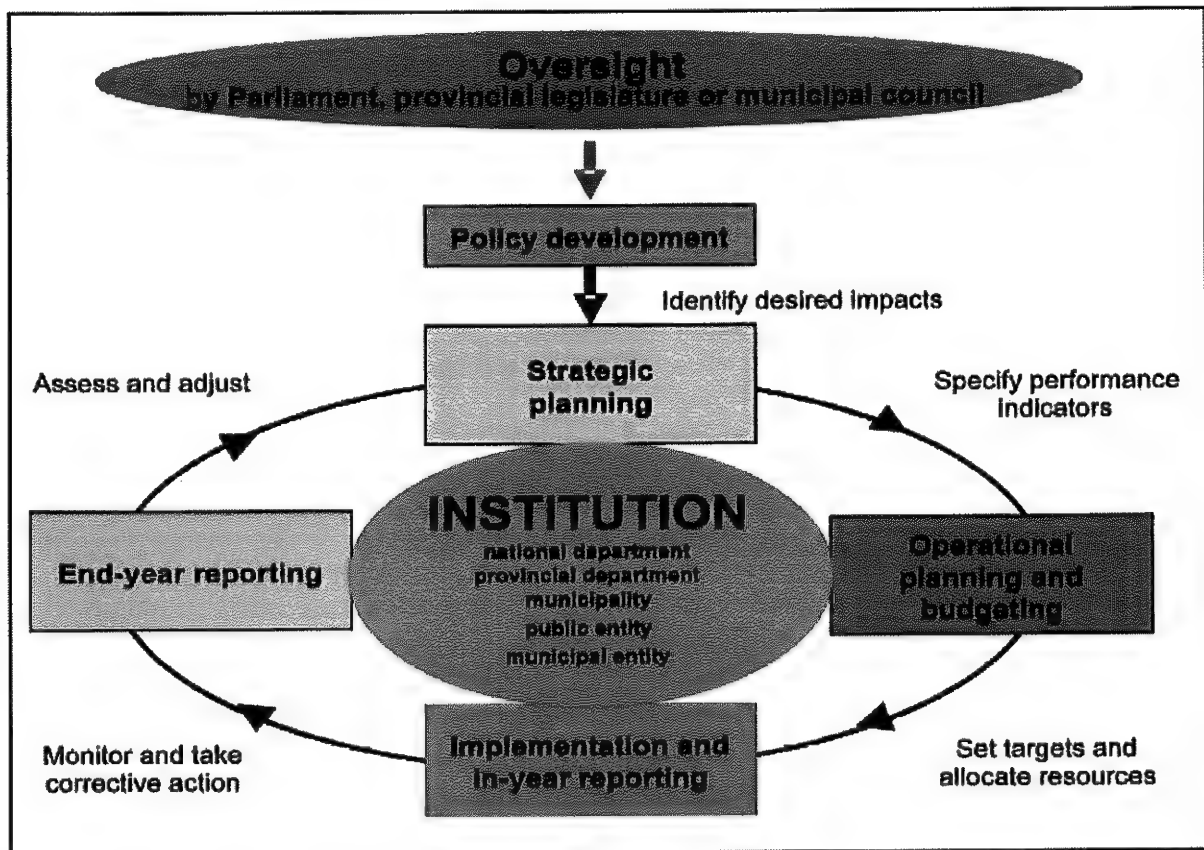 Oversight
by Parliament, provincial legislature or municipal council
Policy development
Identify desired impacts
Strategic
planning
Assess and adjust
Specify performance
indicators
INSTITUTION
national department
provincial department
municipality
public entity
municipal entity
End-year reporting
Operational
planning and
budgeting
Implementation and
in-year reporting
Monitor and take
corrective action
Set targets and
allocate resources